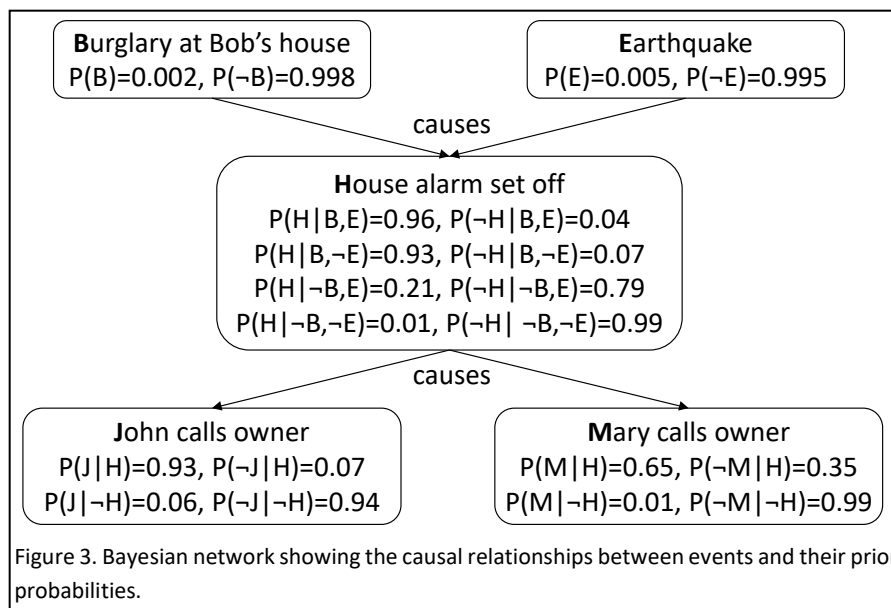 Burglary at Bob's house
P(B)=0.002, P(¬B)=0.998
Earthquake
P(E)=0.005, P(¬E)=0.995
causes
House alarm set off
P(H|B,E)=0.96, P(¬H|B,E)=0.04
P(H|B,¬E)=0.93, P(¬H|B,¬E)=0.07
P(H|¬B,E)=0.21, P(¬H|¬B,E)=0.79
P(H|¬B,¬E)=0.01, P(¬H| ¬B,¬E)=0.99
causes
John calls owner
P(J|H)=0.93, P(¬J|H)=0.07
P(J|¬H)=0.06, P(¬J|¬H)=0.94
Mary calls owner
P(M|H)=0.65, P(¬M|H)=0.35
P(M|¬H)=0.01, P(¬M|¬H)=0.99
Figure 3. Bayesian network showing the causal relationships between events and their prior
probabilities.